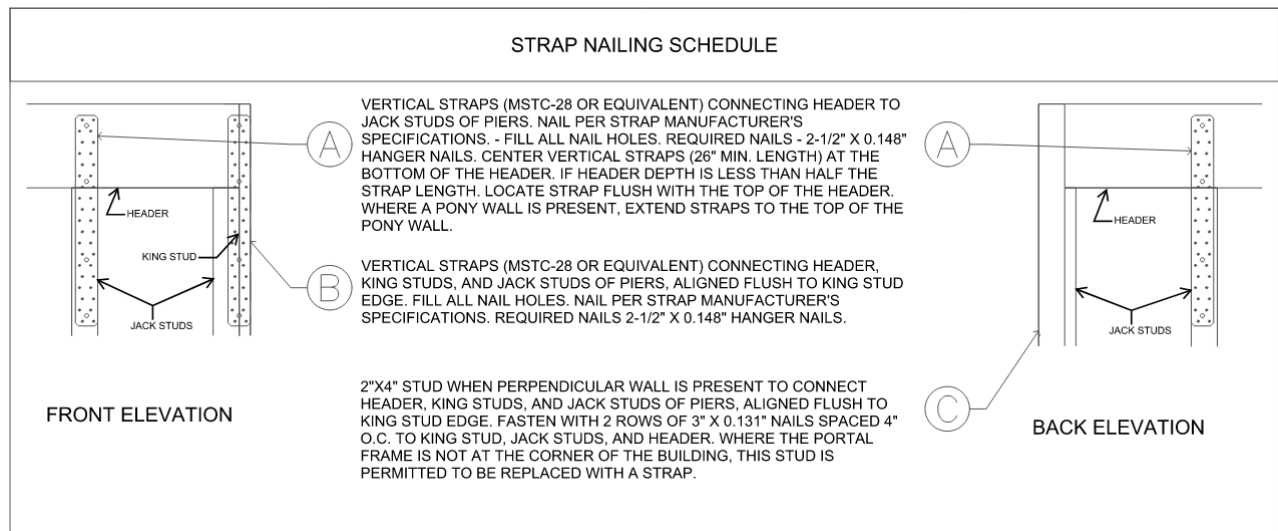 STRAP NAILING SCHEDULE
VERTICAL STRAPS (MSTC-28 OR EQUIVALENT) CONNECTING HEADER TO
JACK STUDS OF PIERS. NAIL PER STRAP MANUFACTURER'S
SPECIFICATIONS. - FILL ALL NAIL HOLES. REQUIRED NAILS - 2-1/2" X 0.148"
HANGER NAILS. CENTER VERTICAL STRAPS (26" MIN. LENGTH) AT THE
BOTTOM OF THE HEADER. IF HEADER DEPTH IS LESS THAN HALF THE
STRAP LENGTH. LOCATE STRAP FLUSH WITH THE TOP OF THE HEADER.
WHERE A PONY WALL IS PRESENT, EXTEND STRAPS TO THE TOP OF THE
PONY WALL.
A
HEADER
KING STUD
JACK STUDS
B
VERTICAL STRAPS (MSTC-28 OR EQUIVALENT) CONNECTING HEADER,
KING STUDS, AND JACK STUDS OF PIERS, ALIGNED FLUSH TO KING STUD
EDGE. FILL ALL NAIL HOLES. NAIL PER STRAP MANUFACTURER'S
SPECIFICATIONS. REQUIRED NAILS 2-1/2" X 0.148" HANGER NAILS.
FRONT ELEVATION
2"X4" STUD WHEN PERPENDICULAR WALL IS PRESENT TO CONNECT
HEADER, KING STUDS, AND JACK STUDS OF PIERS, ALIGNED FLUSH TO
KING STUD EDGE. FASTEN WITH 2 ROWS OF 3" X 0.131" NAILS SPACED 4"
O.C. TO KING STUD, JACK STUDS, AND HEADER. WHERE THE PORTAL
FRAME IS NOT AT THE CORNER OF THE BUILDING, THIS STUD IS
PERMITTED TO BE REPLACED WITH A STRAP.
A
HEADER
JACK STUDS
C
BACK ELEVATION